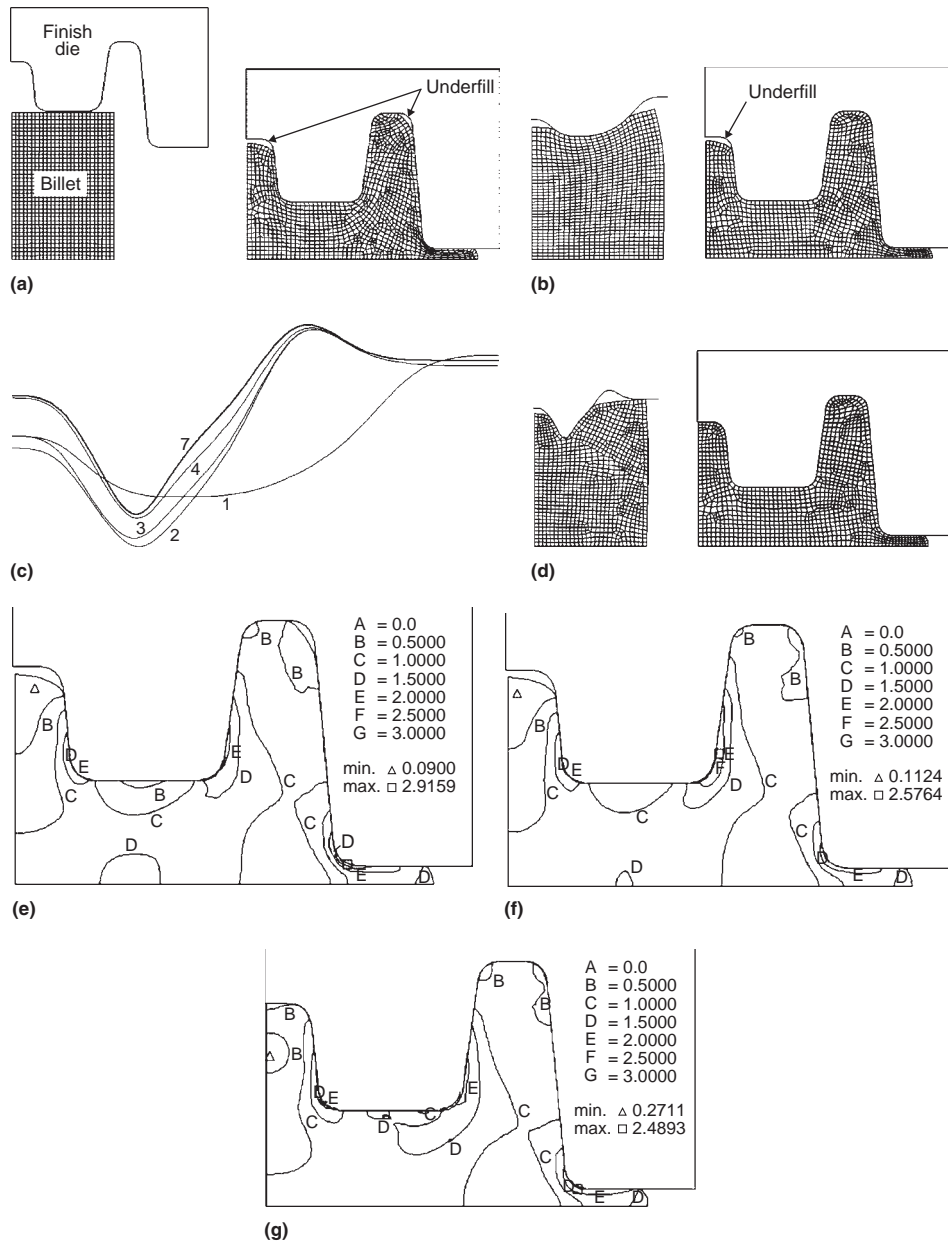 Finish
die
Billet
Underfill
(a)
Underfill
(b)
7
4
1
3
2
(c)
(d)
A = 0.0
B = 0.5000
C = 1.0000
D = 1.5000
E = 2.0000
F = 2.5000
G = 3.0000
min. △ 0.0900
max. □ 2.9159
B
B
B
D
E
C
B
C
D
E
D
C
C
D
E
D
(e)
A = 0.0
B = 0.5000
C = 1.0000
D = 1.5000
E = 2.0000
F = 2.5000
G = 3.0000
min. △ 0.1124
max. □ 2.5764
B
B
B
D
E
C
C
E
F
D
C
C
D
E
D
(f)
A = 0.0
B = 0.5000
C = 1.0000
D = 1.5000
E = 2.0000
F = 2.5000
G = 3.0000
min. △ 0.2711
max. □ 2.4893
B
B
B
B
D
E
C
D
C
E
D
C
C
D
E
D
(g)